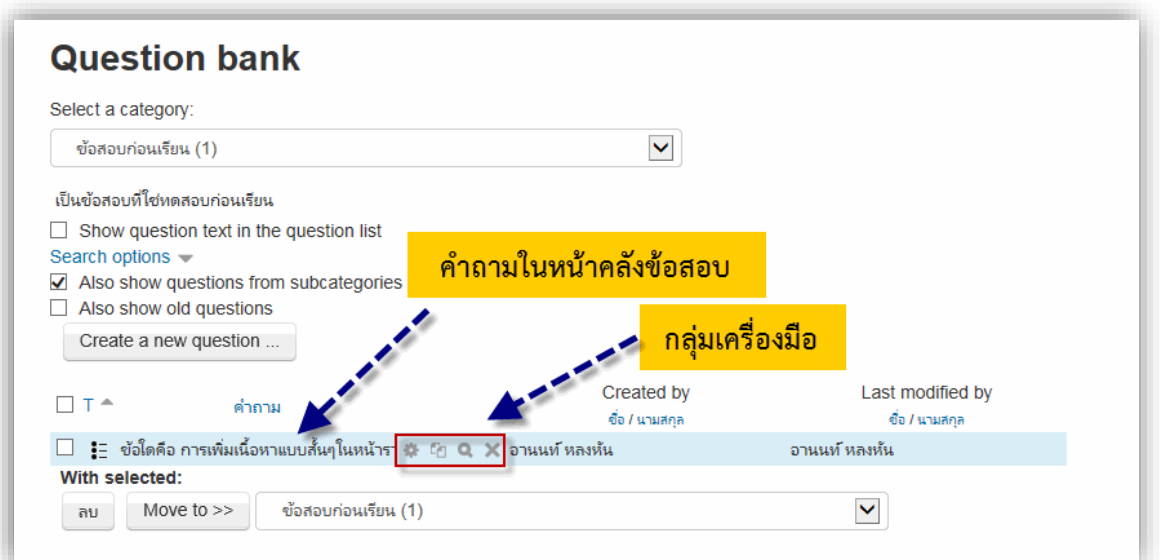 Question bank
Select a category:
ข้อสอบก่อนเรียน (1)
เป็นข้อสอบที่ใช่ทดสอบก่อนเรียน
Show question text in the question list
Search options
คำถามในหน้าคลังข้อสอบ
Also show questions from subcategories
Also show old questions
กลุ่มเครื่องมือ
Create a new question ...
T คำถาม Created by Last modified by
ชื่อ / นามสกุล ชื่อ / นามสกุล
ข้อใดคือ การเพิ่มเนื้อหาแบบสั้นๆในหน้ารา อานนท์ หลงหัน อานนท์ หลงหัน
With selected:
ลบ Move to >> ข้อสอบก่อนเรียน (1)